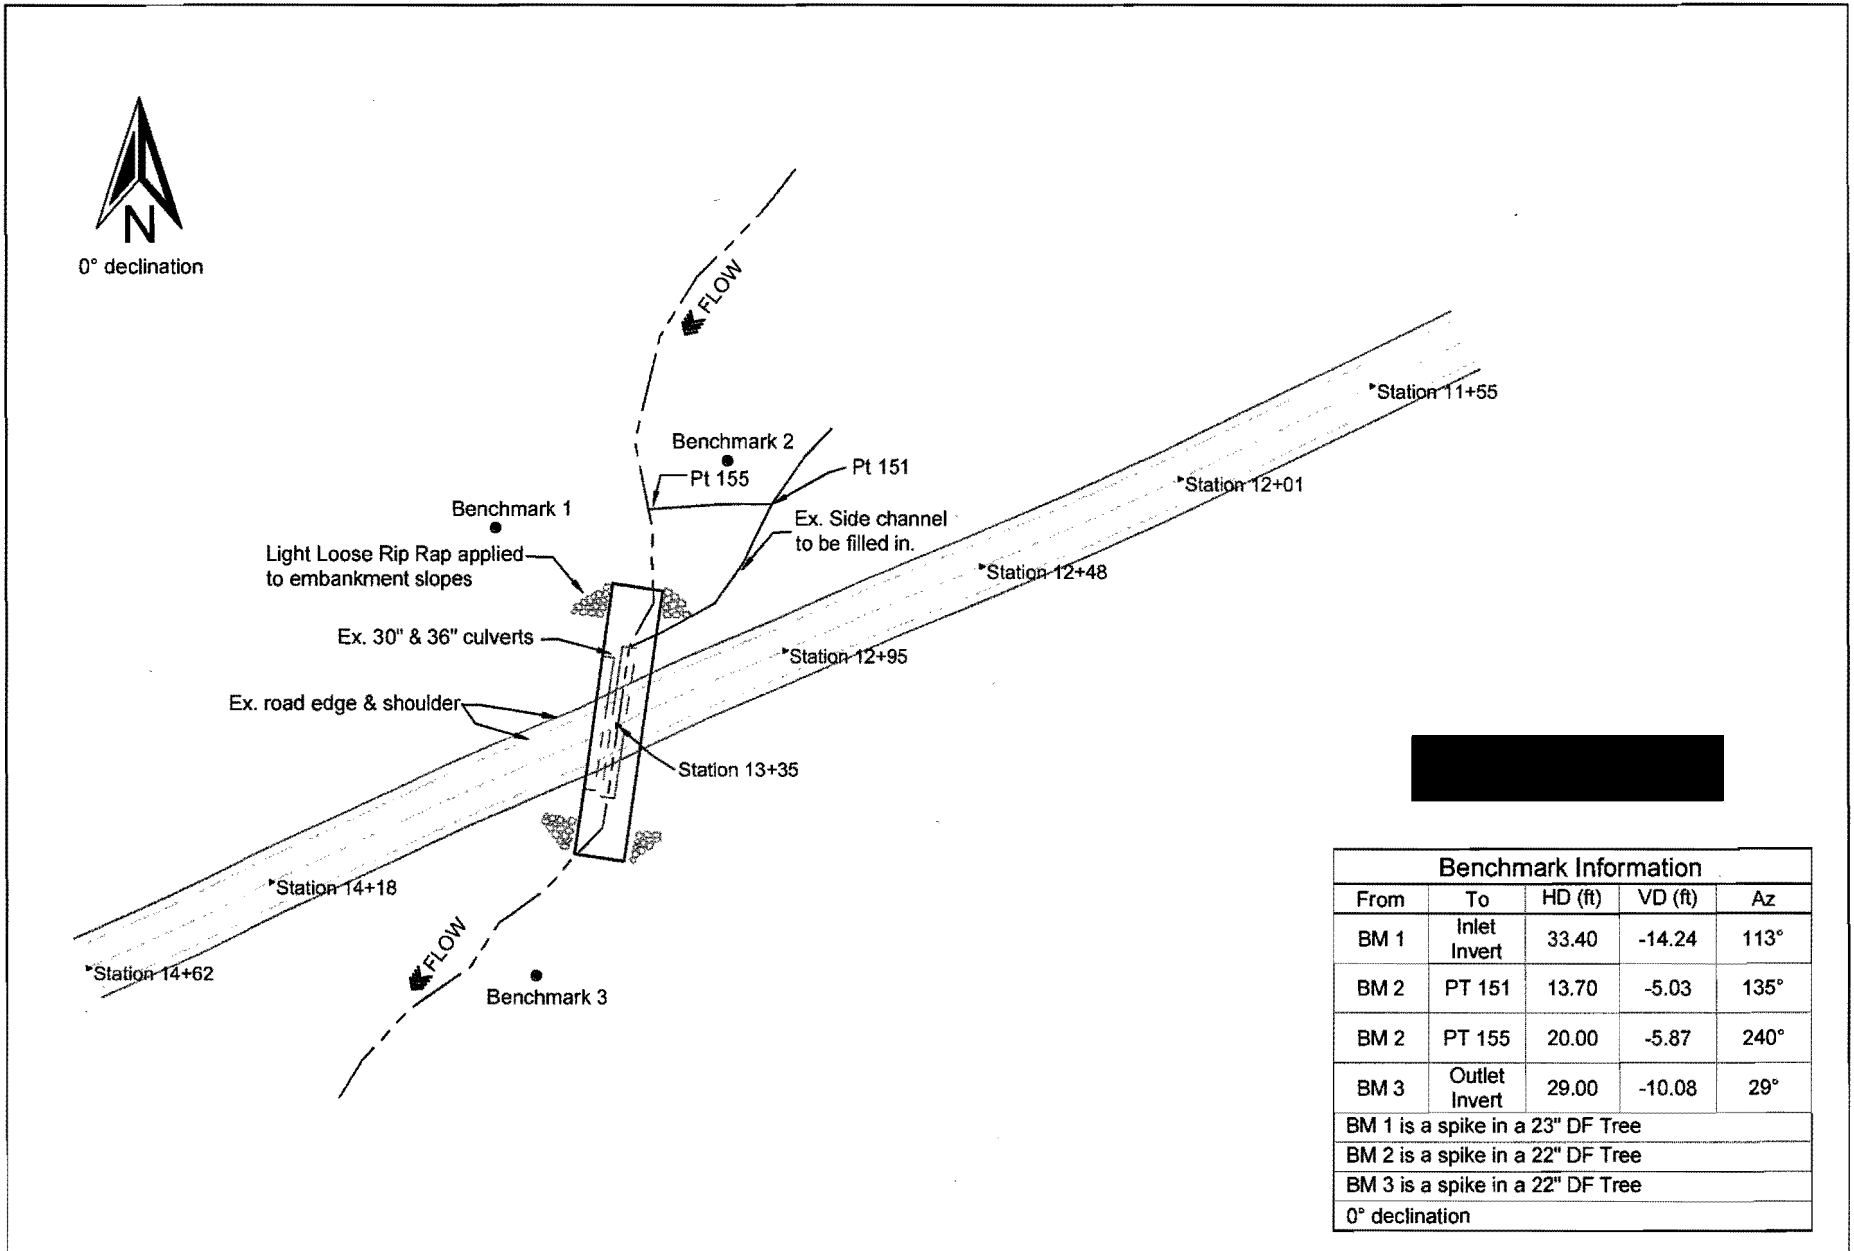 N
0° declination
FLOW
Station 11+55
Benchmark 2
Pt 155
Pt 151
Station 12+01
Benchmark 1
Ex. Side channel
to be filled in.
Light Loose Rip Rap applied
to embankment slopes
Station 12+48
Ex. 30" & 36" culverts
Station 12+95
Ex. road edge & shoulder
Station 13+35
Station 14+18
FLOW
Station 14+62
Benchmark 3
Benchmark Information
From To HD (ft) VD (ft) Az
BM 1 Inlet Invert 33.40 -14.24 113°
BM 2 PT 151 13.70 -5.03 135°
BM 2 PT 155 20.00 -5.87 240°
BM 3 Outlet Invert 29.00 -10.08 29°
BM 1 is a spike in a 23" DF Tree
BM 2 is a spike in a 22" DF Tree
BM 3 is a spike in a 22" DF Tree
0° declination